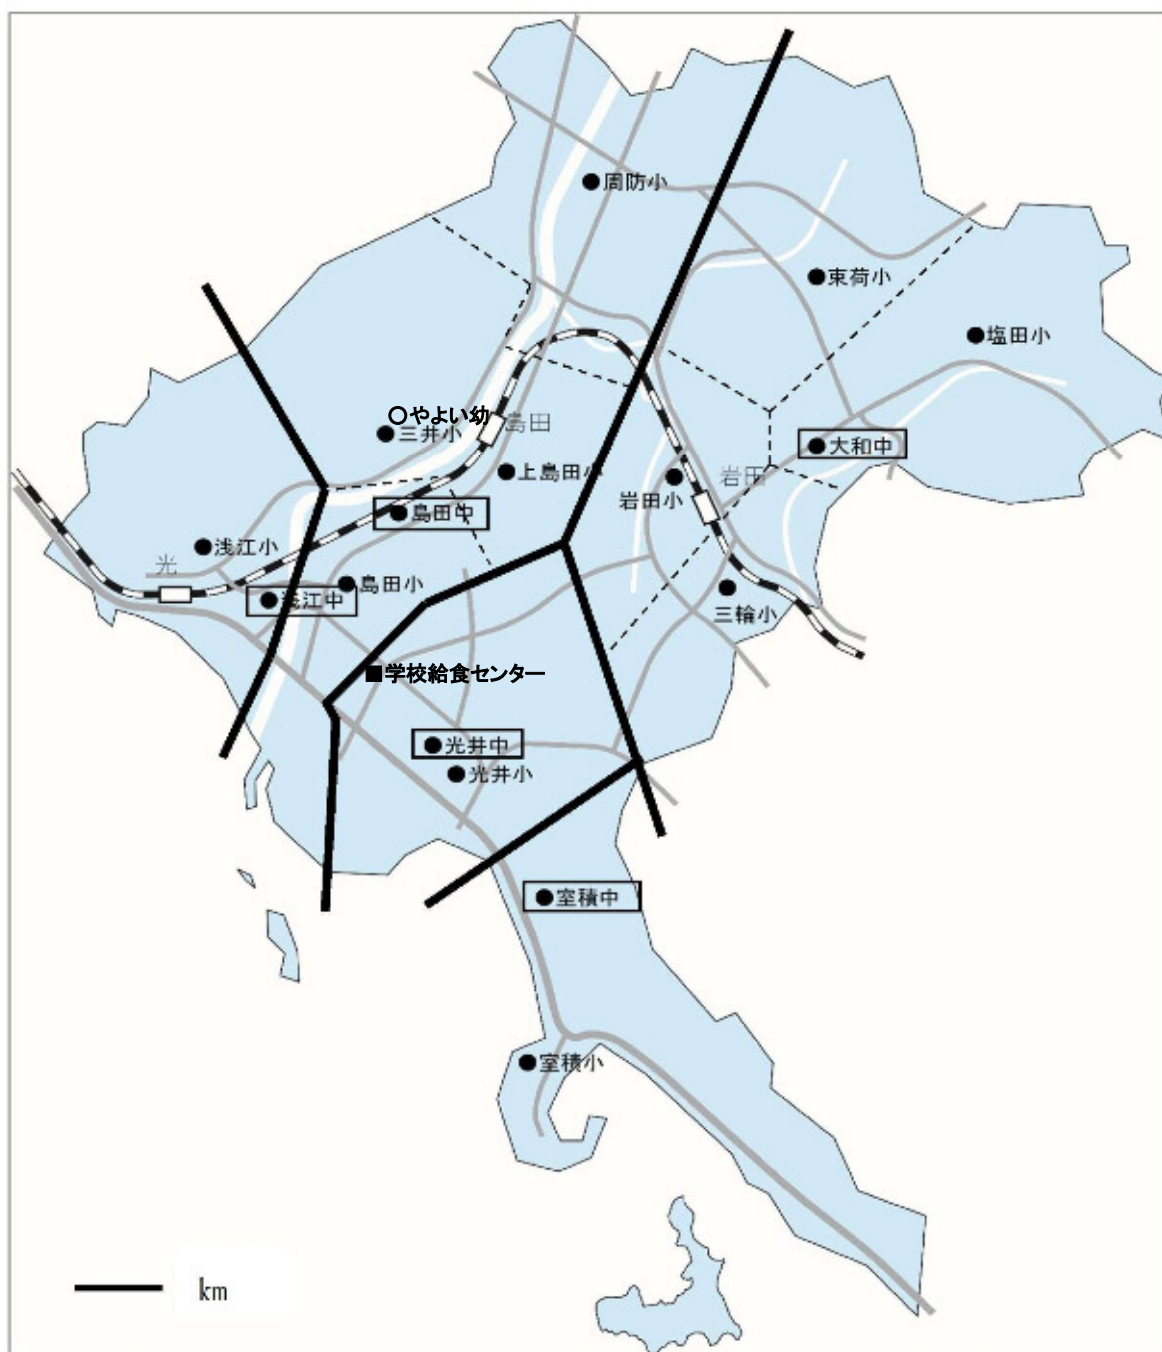 周防小
束荷小
塩田小
やよい幼
三井小
島田
上島田小
大和中
岩田
岩田小
島田中
浅江小
光
島田小
浅江中
三輪小
■学校給食センター
光井中
光井小
室積中
室積小
km